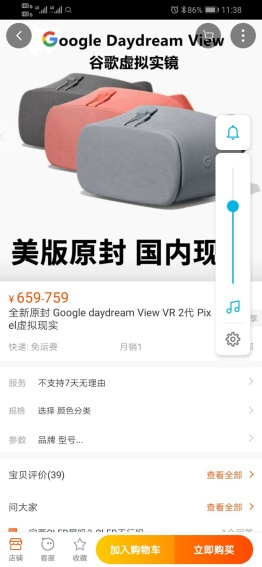 86% 11:38
Google Daydream View
谷歌虚拟实镜
美版原封 国内现
¥659-759
全新原封 Google daydream View VR 2代 Pix
el虚拟现实
享
快递: 免运费 月销1
服务 不支持7天无理由
规格 选择 颜色分类
参数 品牌 型号...
宝贝评价(39) 查看全部
问大家 查看全部
店铺 客服 收藏 加入购物车 立即购买